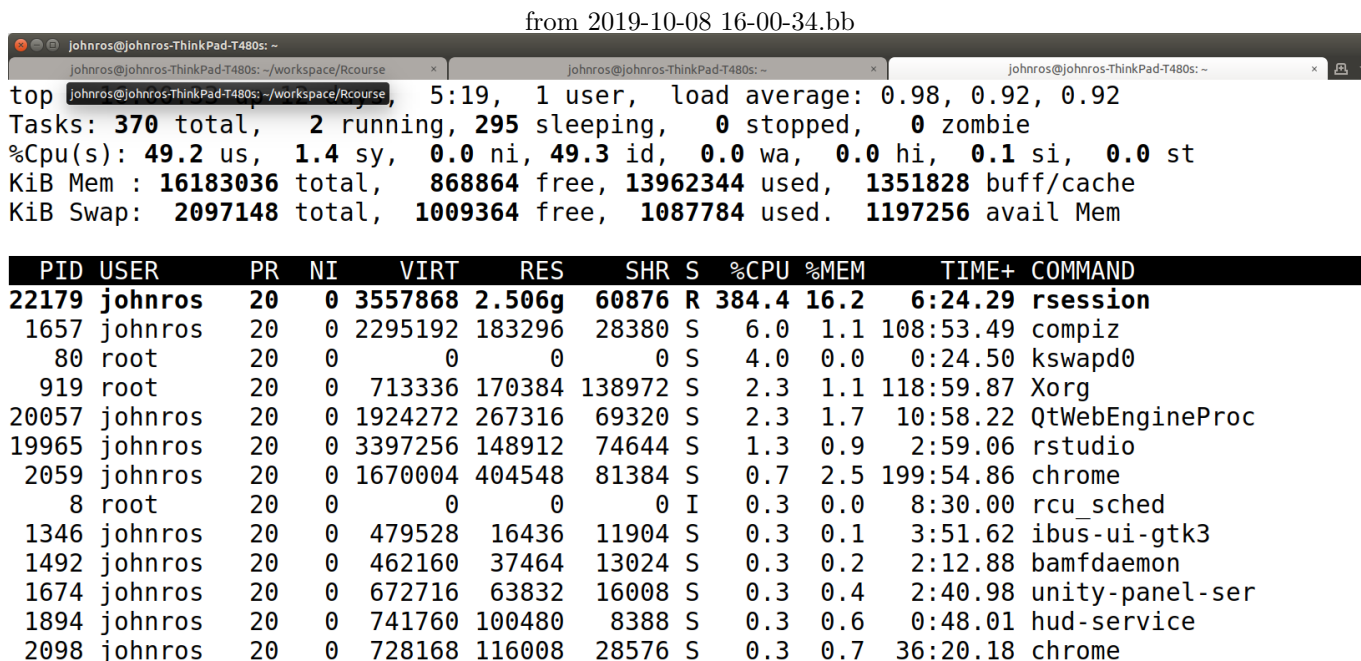 from 2019-10-08 16-00-34.bb
johnros@johnros-ThinkPad-T480s: ~
johnros@johnros-ThinkPad-T480s: ~/workspace/Rcourse × johnros@johnros-ThinkPad-T480s: ~ × johnros@johnros-ThinkPad-T480s: ~ ×
johnros@johnros-ThinkPad-T480s: ~/workspace/Rcourse
top 5:19, 1 user, load average: 0.98, 0.92, 0.92
Tasks: 370 total, 2 running, 295 sleeping, 0 stopped, 0 zombie
%Cpu(s): 49.2 us, 1.4 sy, 0.0 ni, 49.3 id, 0.0 wa, 0.0 hi, 0.1 si, 0.0 st
KiB Mem : 16183036 total, 868864 free, 13962344 used, 1351828 buff/cache
KiB Swap: 2097148 total, 1009364 free, 1087784 used. 1197256 avail Mem
PID USER PR NI VIRT RES SHR S %CPU %MEM TIME+ COMMAND
22179 johnros 20 0 3557868 2.506g 60876 R 384.4 16.2 6:24.29 rsession
1657 johnros 20 0 2295192 183296 28380 S 6.0 1.1 108:53.49 compiz
80 root 20 0 0 0 0 S 4.0 0.0 0:24.50 kswapd0
919 root 20 0 713336 170384 138972 S 2.3 1.1 118:59.87 Xorg
20057 johnros 20 0 1924272 267316 69320 S 2.3 1.7 10:58.22 QtWebEngineProc
19965 johnros 20 0 3397256 148912 74644 S 1.3 0.9 2:59.06 rstudio
2059 johnros 20 0 1670004 404548 81384 S 0.7 2.5 199:54.86 chrome
8 root 20 0 0 0 0 I 0.3 0.0 8:30.00 rcu_sched
1346 johnros 20 0 479528 16436 11904 S 0.3 0.1 3:51.62 ibus-ui-gtk3
1492 johnros 20 0 462160 37464 13024 S 0.3 0.2 2:12.88 bamfdaemon
1674 johnros 20 0 672716 63832 16008 S 0.3 0.4 2:40.98 unity-panel-ser
1894 johnros 20 0 741760 100480 8388 S 0.3 0.6 0:48.01 hud-service
2098 johnros 20 0 728168 116008 28576 S 0.3 0.7 36:20.18 chrome